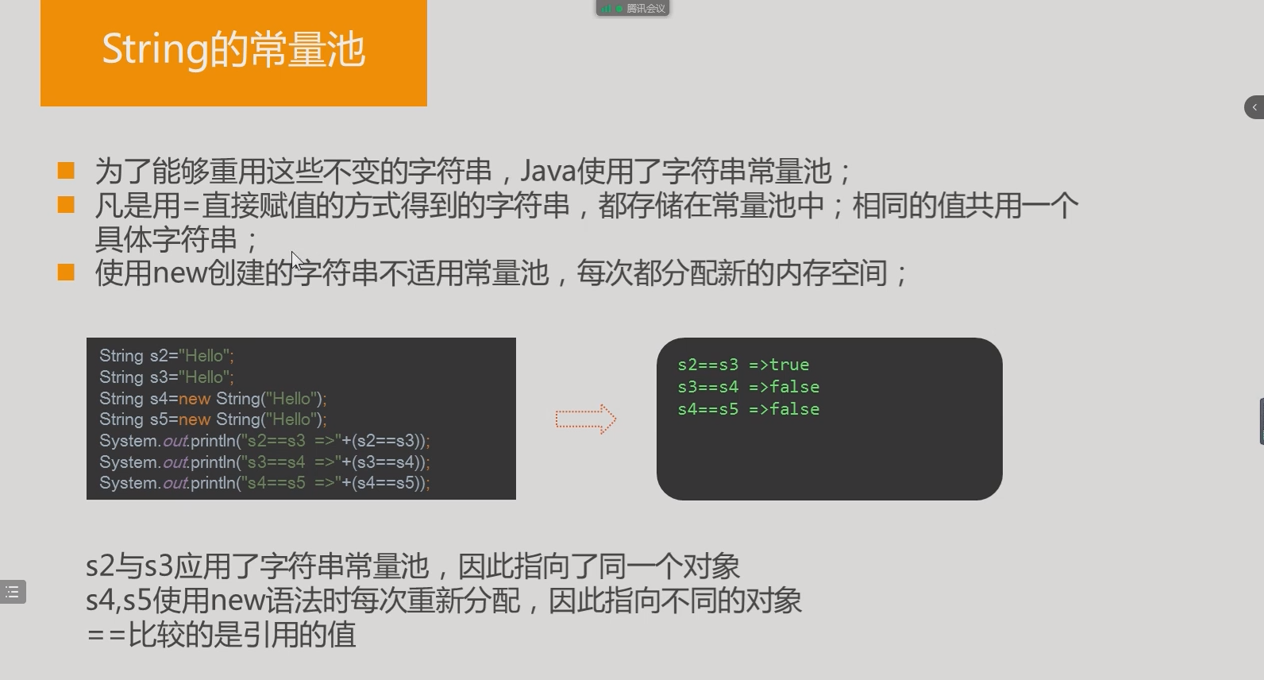 腾讯会议
String的常量池
为了能够重用这些不变的字符串，Java使用了字符串常量池；
凡是用=直接赋值的方式得到的字符串，都存储在常量池中；相同的值共用一个
具体字符串；
使用new创建的字符串不适用常量池，每次都分配新的内存空间；
String s2="Hello";
String s3="Hello";
String s4=new String("Hello");
String s5=new String("Hello");
System.out.println("s2==s3 =>"+(s2==s3));
System.out.println("s3==s4 =>"+(s3==s4));
System.out.println("s4==s5 =>"+(s4==s5));
s2==s3 =>true
s3==s4 =>false
s4==s5 =>false
s2与s3应用了字符串常量池，因此指向了同一个对象
s4,s5使用new语法时每次重新分配，因此指向不同的对象
==比较的是引用的值